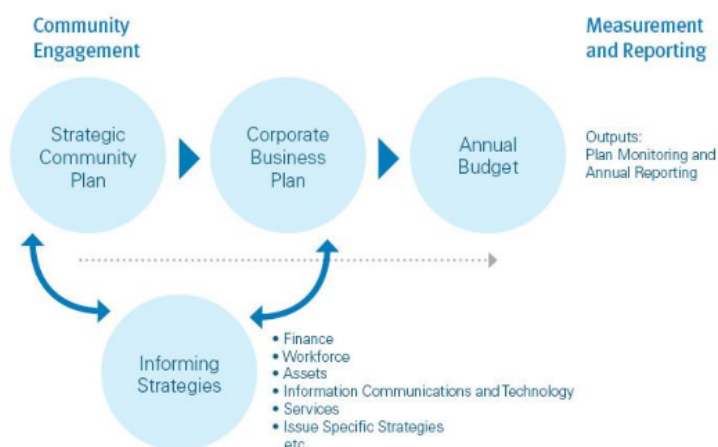 Community
Engagement
Measurement
and Reporting
Strategic
Community
Plan
Corporate
Business
Plan
Annual
Budget
Outputs:
Plan Monitoring and
Annual Reporting
Informing
Strategies
• Finance
• Workforce
• Assets
• Information Communications and Technology
• Services
• Issue Specific Strategies
etc